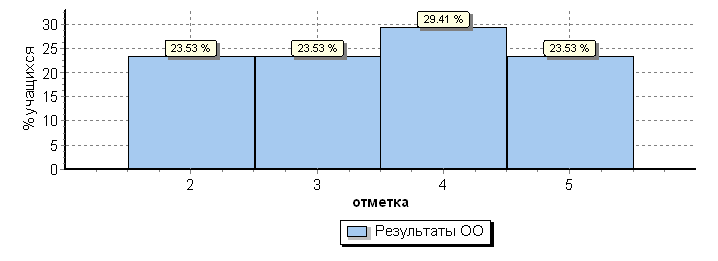 % учащихся
30
25
20
15
10
5
0
23.53 %
23.53 %
29.41 %
23.53 %
2 3 4 5
отметка
Результаты ОО